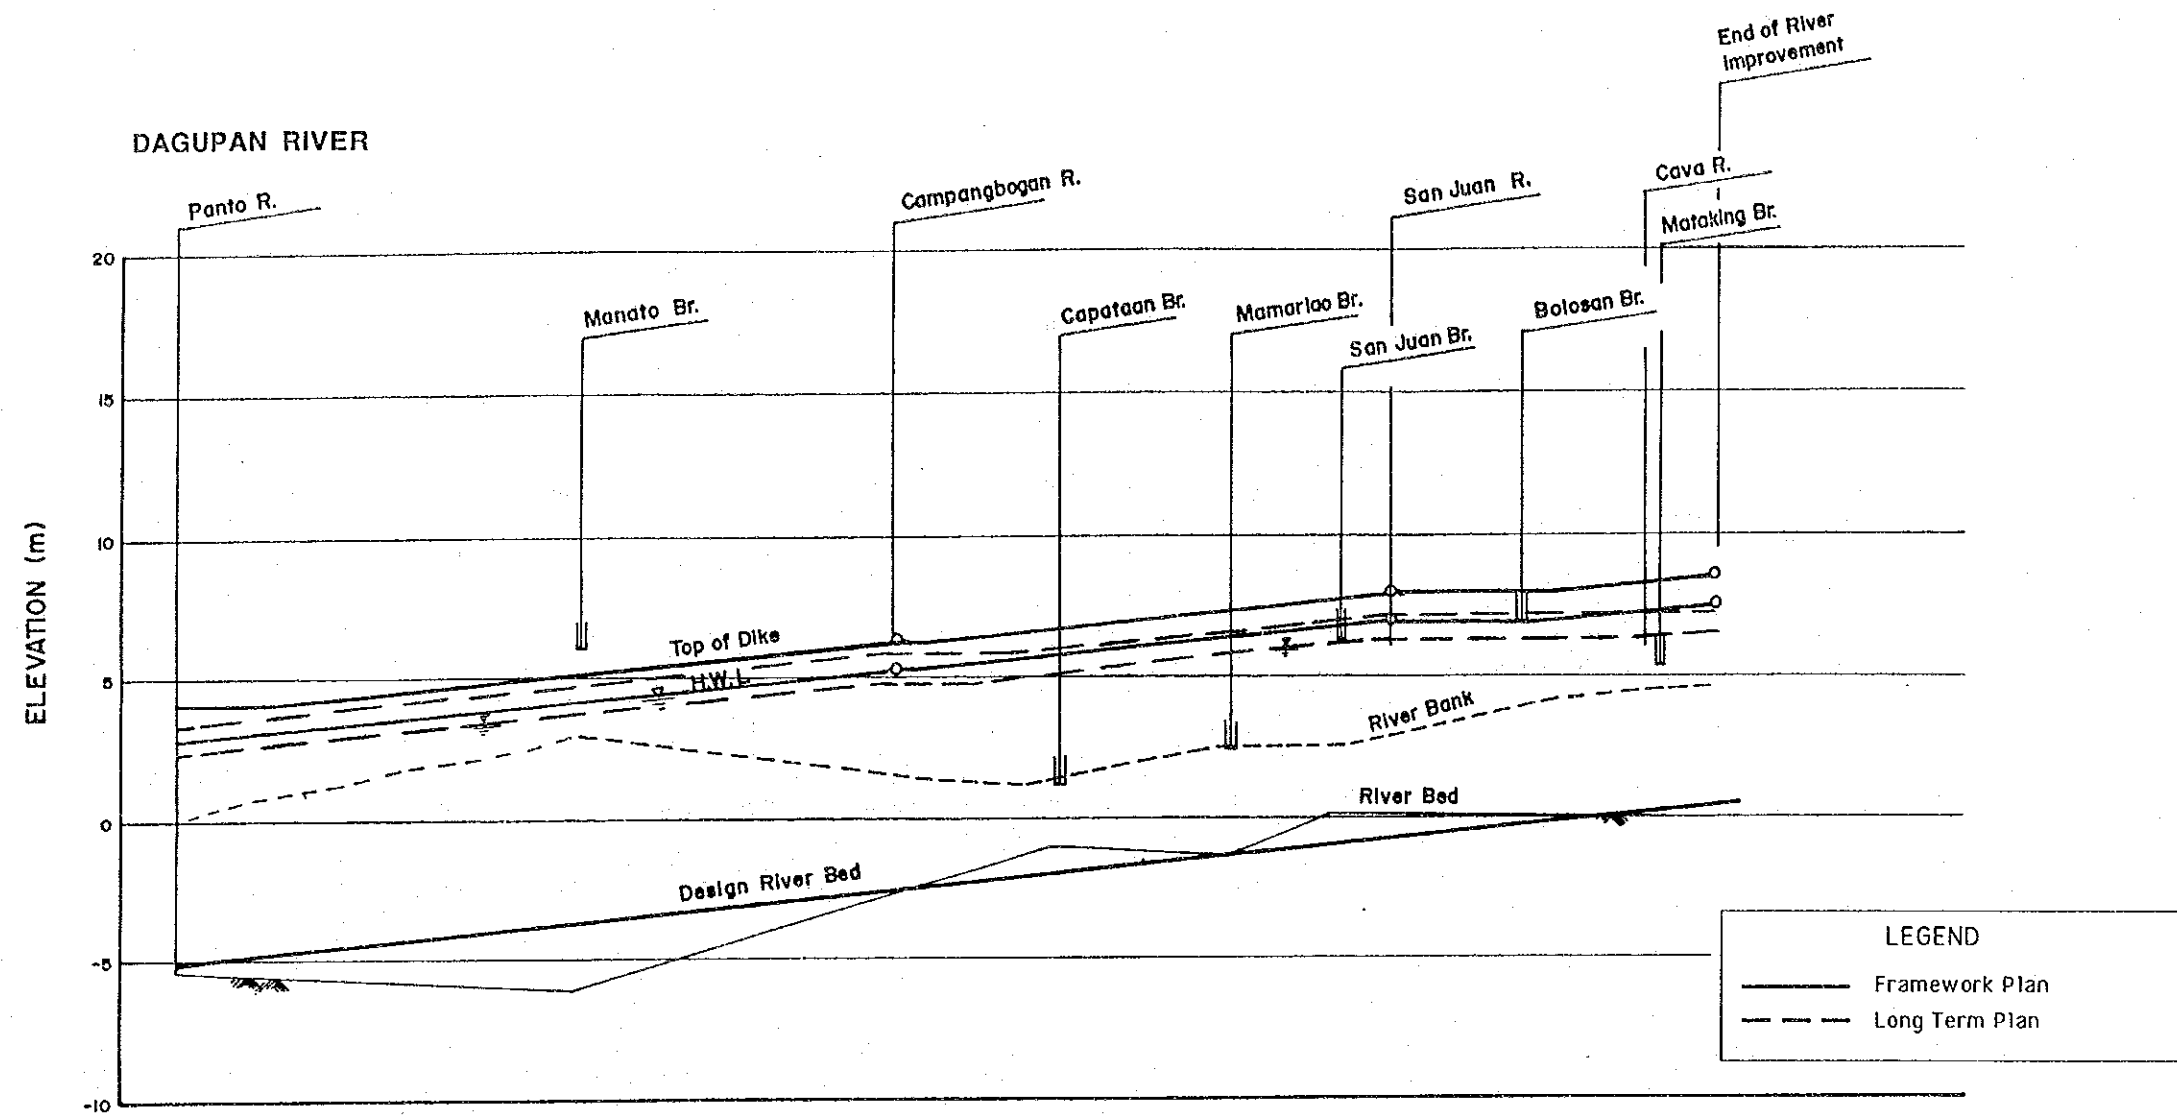 End of River
Improvement
DAGUPAN RIVER
Panto R.
Campangbogan R.
San Juan R.
Cava R.
Mataking Br.
Manato Br.
Capataan Br.
Mamarlao Br.
San Juan Br.
Bolosan Br.
ELEVATION (m)
20
15
10
5
0
-5
-10
Top of Dike
H.W.L.
River Bank
River Bed
Design River Bed
LEGEND
Framework Plan
Long Term Plan